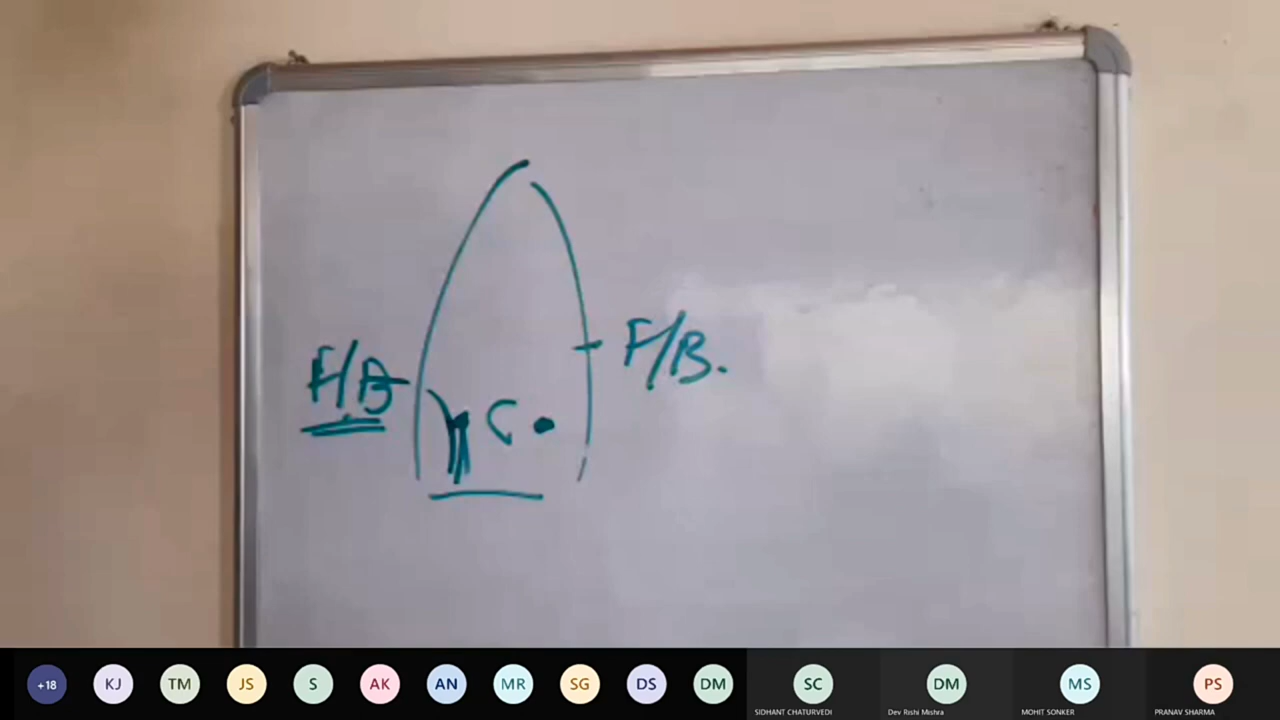 F/B
F/B.
C.
+18 KJ TM JS S AK AN MR SG DS DM SC DM MS PS
SIDHANT CHATURVEDI Dev Rishi Mishra MOHIT SONKER PRANAV SHARMA